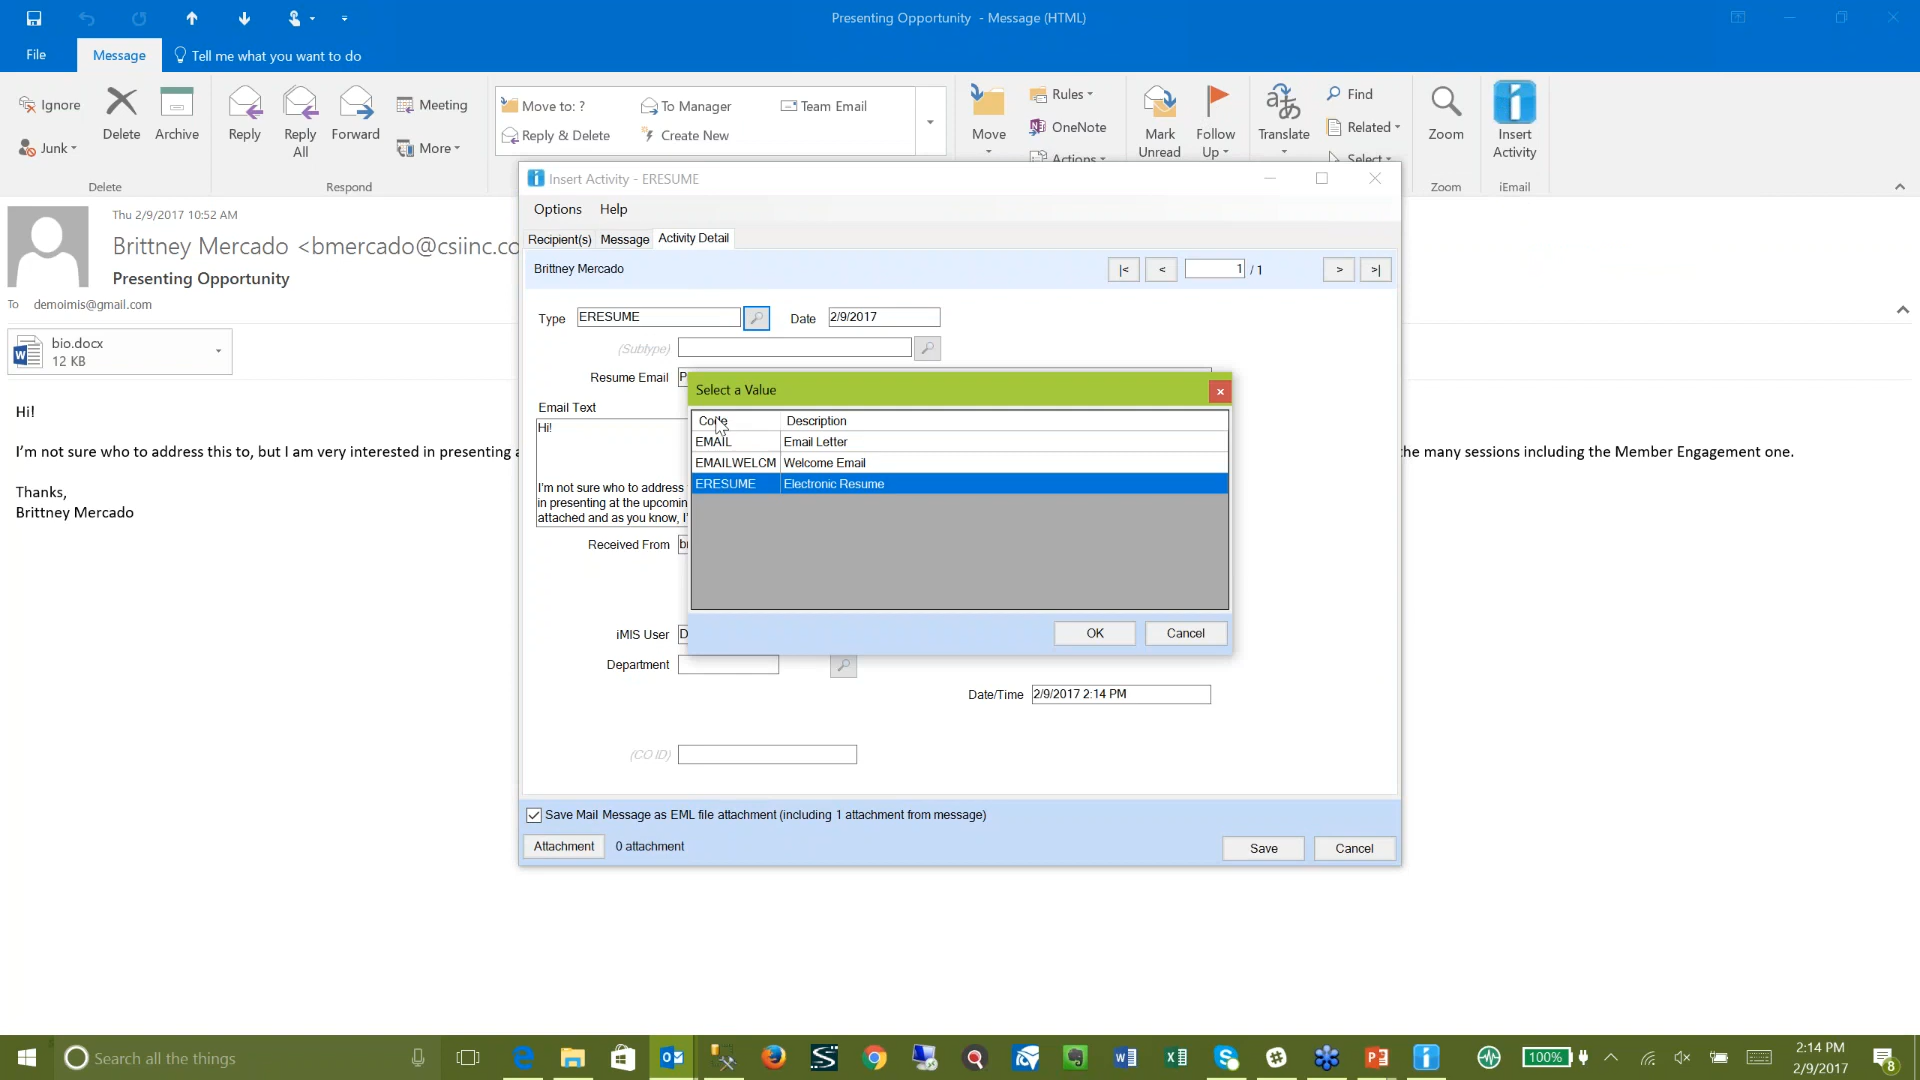 Presenting Opportunity - Message (HTML)
File
Message
Tell me what you want to do
Ignore
Junk
Delete
Archive
Delete
Reply
Reply All
Forward
Meeting
More
Respond
Move to: ?
To Manager
Team Email
Reply & Delete
Create New
Move
Rules
OneNote
Actions
Mark Unread
Follow Up
Translate
Find
Related
Select
Zoom
Zoom
Insert Activity
iEmail
Thu 2/9/2017 10:52 AM
Brittney Mercado <bmercado@csiinc.co
Presenting Opportunity
To demoimis@gmail.com
bio.docx
12 KB
Hi!
I'm not sure who to address this to, but I am very interested in presenting a
the many sessions including the Member Engagement one.
Thanks,
Brittney Mercado
Insert Activity - ERESUME
Options Help
Recipient(s) Message Activity Detail
Brittney Mercado
|< < 1 / 1 > >|
Type ERESUME Date 2/9/2017
(Subtype)
Resume Email P
Email Text
Hi!
I'm not sure who to address
in presenting at the upcomin
attached and as you know, I'
Received From
iMIS User D
Department
Date/Time 2/9/2017 2:14 PM
(CO ID)
Save Mail Message as EML file attachment (including 1 attachment from message)
Attachment 0 attachment
Save Cancel
Select a Value
Code Description
EMAIL Email Letter
EMAILWELCM Welcome Email
ERESUME Electronic Resume
OK Cancel
Search all the things
100%
2:14 PM
2/9/2017
8